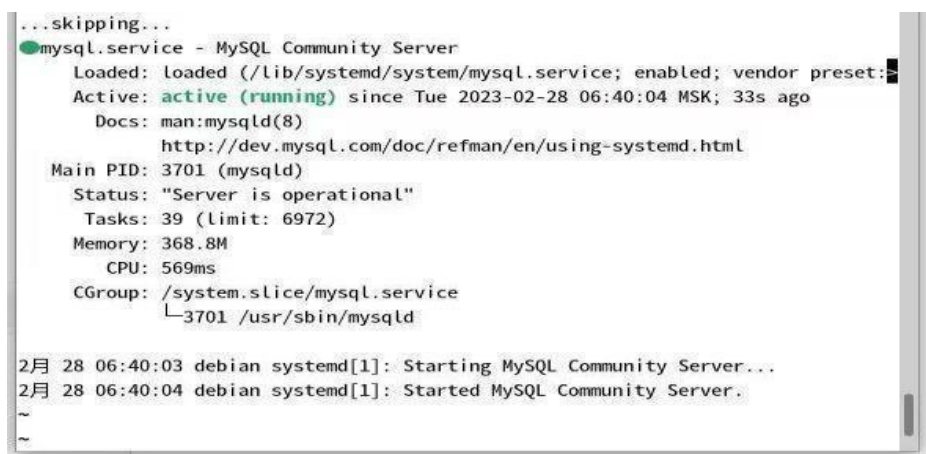 ...skipping...
●mysql.service - MySQL Community Server
Loaded: loaded (/lib/systemd/system/mysql.service; enabled; vendor preset:>
Active: active (running) since Tue 2023-02-28 06:40:04 MSK; 33s ago
Docs: man:mysqld(8)
http://dev.mysql.com/doc/refman/en/using-systemd.html
Main PID: 3701 (mysqld)
Status: "Server is operational"
Tasks: 39 (limit: 6972)
Memory: 368.8M
CPU: 569ms
CGroup: /system.slice/mysql.service
└─3701 /usr/sbin/mysqld
2月 28 06:40:03 debian systemd[1]: Starting MySQL Community Server...
2月 28 06:40:04 debian systemd[1]: Started MySQL Community Server.
~
~